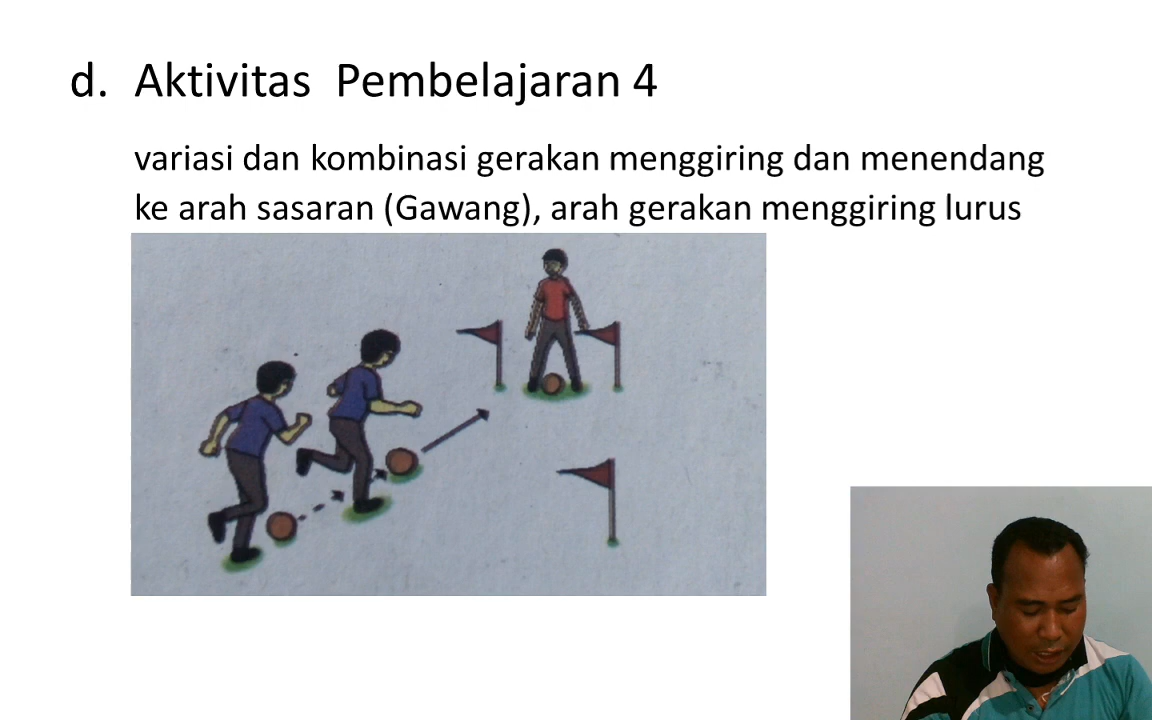 d. Aktivitas Pembelajaran 4
variasi dan kombinasi gerakan menggiring dan menendang
ke arah sasaran (Gawang), arah gerakan menggiring lurus